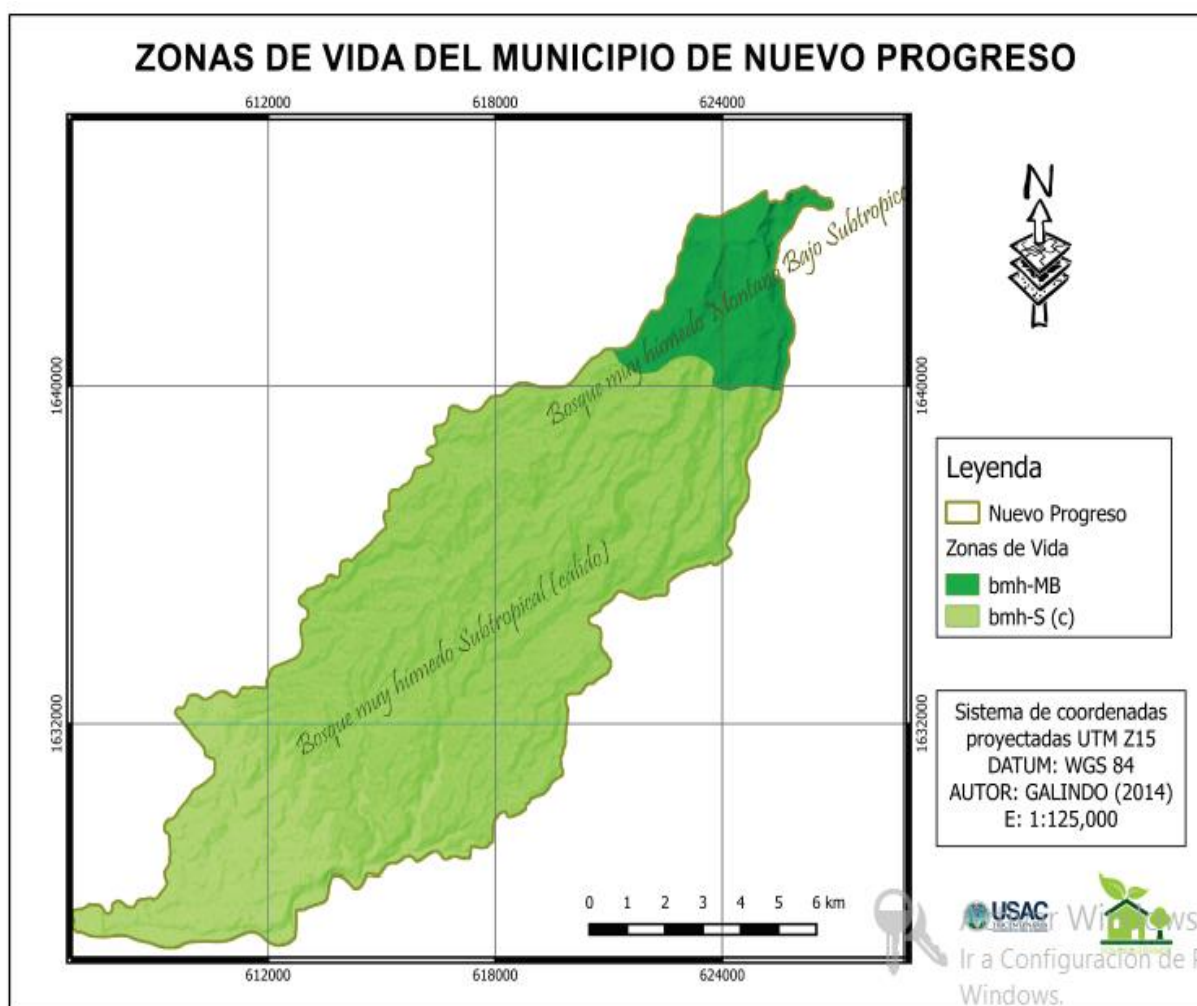 ZONAS DE VIDA DEL MUNICIPIO DE NUEVO PROGRESO
612000 618000 624000
N
Bosque muy húmedo Montano Bajo Subtropica
1640000 1640000
Leyenda
Nuevo Progreso
Zonas de Vida
bmh-MB
bmh-S (c)
Bosque muy húmedo Subtropical (cálido)
1632000 1632000
Sistema de coordenadas
proyectadas UTM Z15
DATUM: WGS 84
AUTOR: GALINDO (2014)
E: 1:125,000
0 1 2 3 4 5 6 km
USAC
Windows
Ir a Configuración de P
Windows.
612000 618000 624000